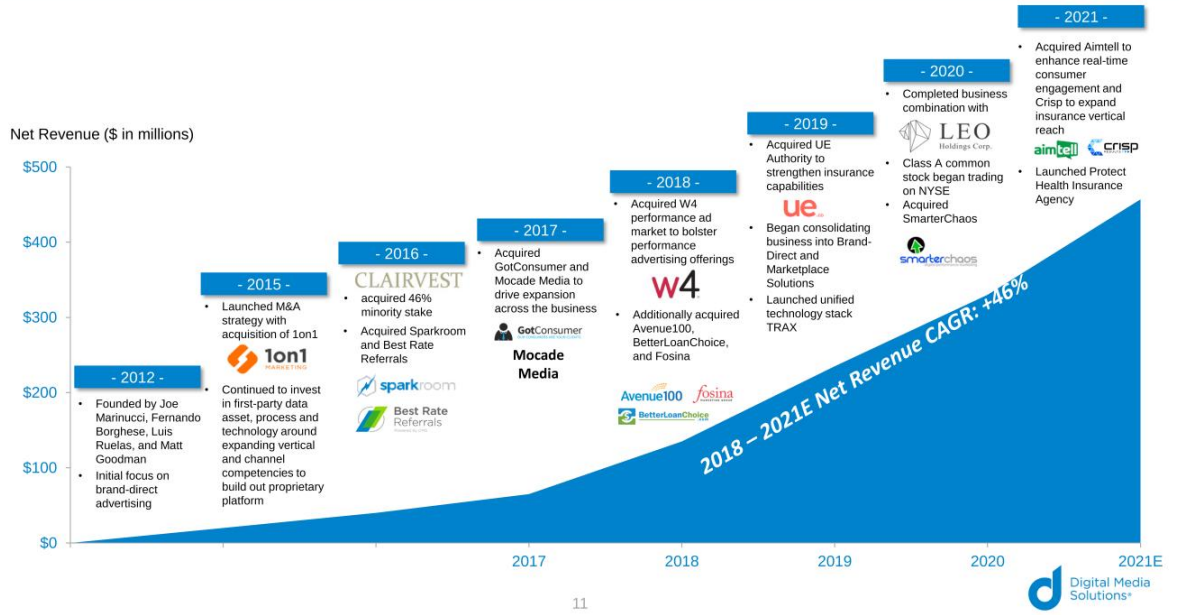 Net Revenue ($ in millions)
$500
$400
$300
$200
$100
$0
- 2012 -
• Founded by Joe
Marinucci, Fernando
Borghese, Luis
Ruelas, and Matt
Goodman
• Initial focus on
brand-direct
advertising
- 2015 -
• Launched M&A
strategy with
acquisition of 1on1
1on1
MARKETING
• Continued to invest
in first-party data
asset, process and
technology around
expanding vertical
and channel
competencies to
build out proprietary
platform
- 2016 -
CLAIRVEST
• acquired 46%
minority stake
• Acquired Sparkroom
and Best Rate
Referrals
sparkroom
Best Rate
Referrals
- 2017 -
• Acquired
GotConsumer and
Mocade Media to
drive expansion
across the business
GotConsumer
Mocade
Media
- 2018 -
• Acquired W4
performance ad
market to bolster
performance
advertising offerings
W4
• Additionally acquired
Avenue100,
BetterLoanChoice,
and Fosina
Avenue100
fosina
BetterLoanChoice
.com
- 2019 -
• Acquired UE
Authority to
strengthen insurance
capabilities
ue
• Began consolidating
business into Brand-
Direct and
Marketplace
Solutions
• Launched unified
technology stack
TRAX
- 2020 -
• Completed business
combination with
LEO
Holdings Corp.
• Class A common
stock began trading
on NYSE
• Acquired
SmarterChaos
smarterchaos
- 2021 -
• Acquired Aimtell to
enhance real-time
consumer
engagement and
Crisp to expand
insurance vertical
reach
aimtell
crisp
• Launched Protect
Health Insurance
Agency
2018 – 2021E Net Revenue CAGR: +46%
2017
2018
2019
2020
2021E
11
Digital Media
Solutions®